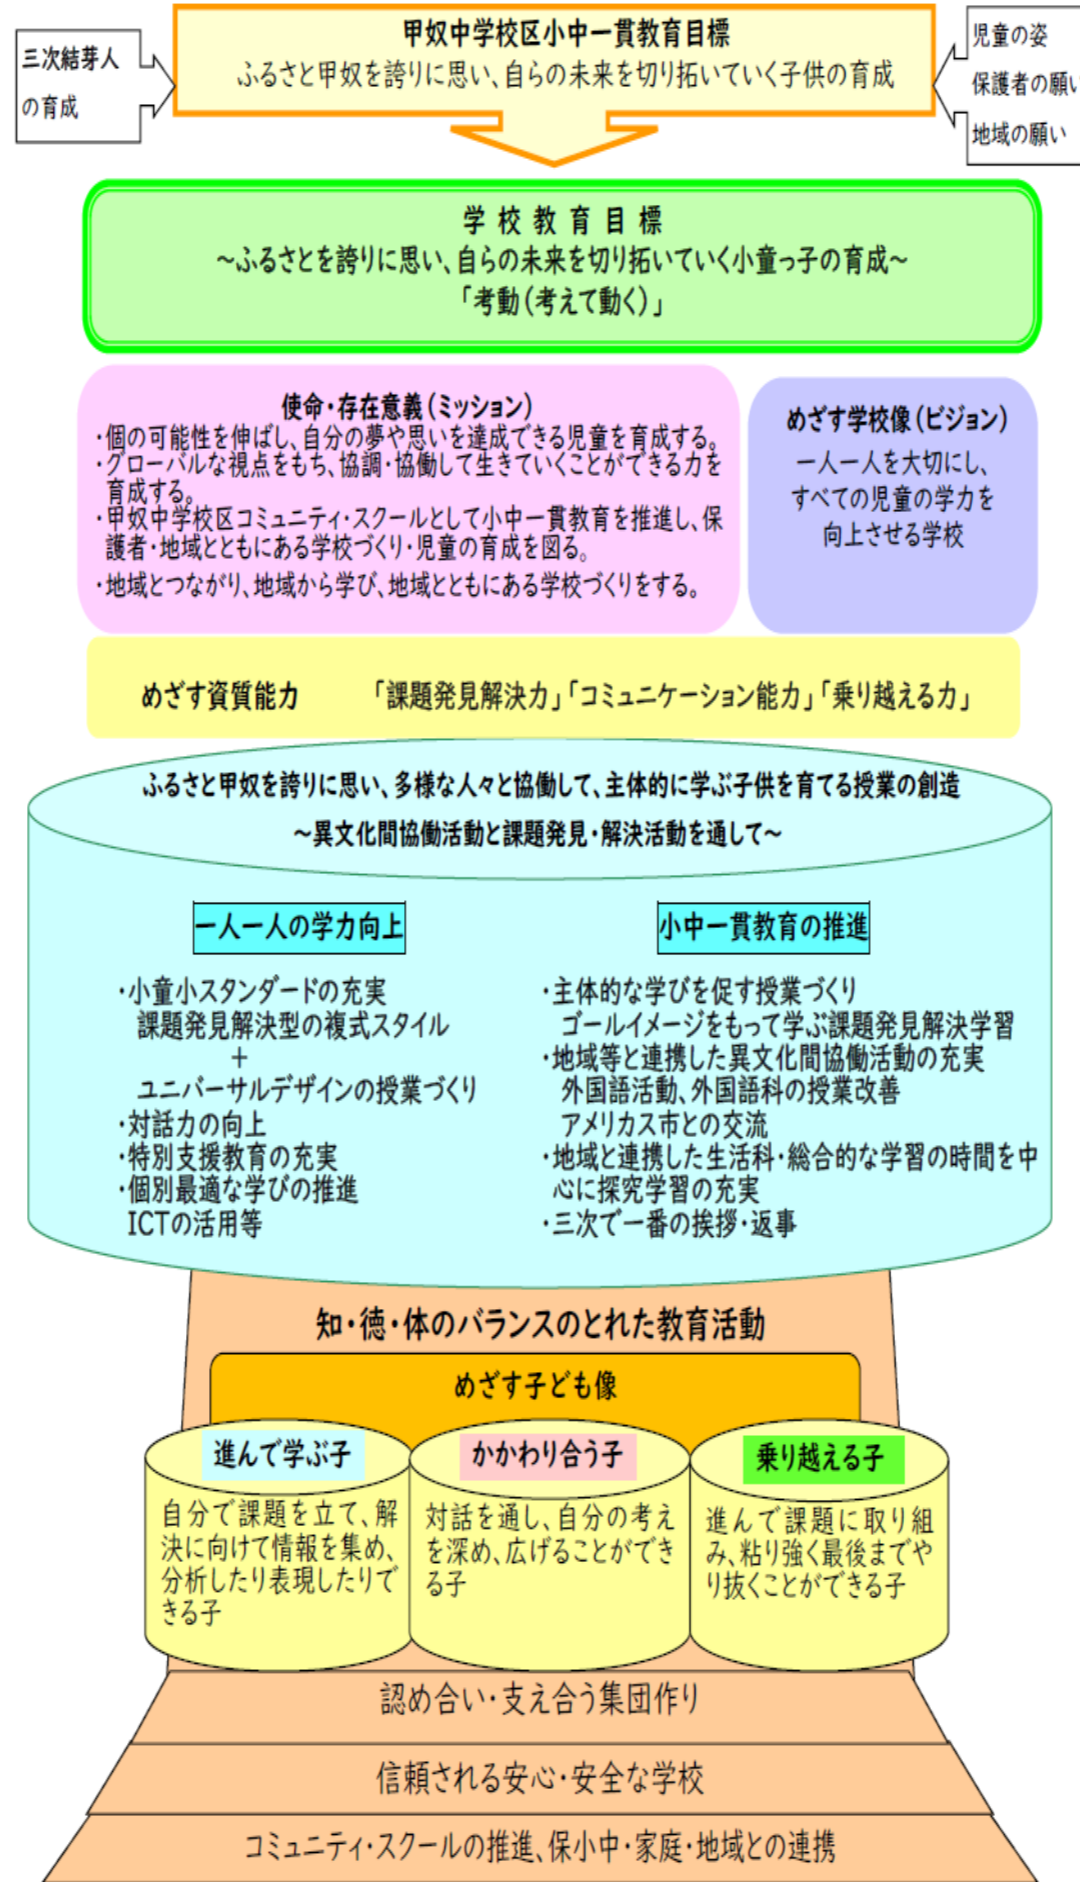 三次結芽人
の育成
甲奴中学校区小中一貫教育目標
ふるさと甲奴を誇りに思い、自らの未来を切り拓いていく子供の育成
児童の姿
保護者の願い
地域の願い
学校教育目標
～ふるさとを誇りに思い、自らの未来を切り拓いていく小童っ子の育成～
「考動(考えて動く)」
使命・存在意義(ミッション)
・個の可能性を伸ばし、自分の夢や思いを達成できる児童を育成する。
・グローバルな視点をもち、協調・協働して生きていくことができる力を
育成する。
・甲奴中学校区コミュニティ・スクールとして小中一貫教育を推進し、保
護者・地域とともにある学校づくり・児童の育成を図る。
・地域とつながり、地域から学び、地域とともにある学校づくりをする。
めざす学校像(ビジョン)
一人一人を大切にし、
すべての児童の学力を
向上させる学校
めざす資質能力 「課題発見解決力」「コミュニケーション能力」「乗り越える力」
ふるさと甲奴を誇りに思い、多様な人々と協働して、主体的に学ぶ子供を育てる授業の創造
～異文化間協働活動と課題発見・解決活動を通して～
一人一人の学力向上
・小童小スタンダードの充実
課題発見解決型の複式スタイル
＋
ユニバーサルデザインの授業づくり
・対話力の向上
・特別支援教育の充実
・個別最適な学びの推進
ICTの活用等
小中一貫教育の推進
・主体的な学びを促す授業づくり
ゴールイメージをもって学ぶ課題発見解決学習
・地域等と連携した異文化間協働活動の充実
外国語活動、外国語科の授業改善
アメリカス市との交流
・地域と連携した生活科・総合的な学習の時間を中
心に探究学習の充実
・三次で一番の挨拶・返事
知・徳・体のバランスのとれた教育活動
めざす子ども像
進んで学ぶ子
自分で課題を立て、解
決に向けて情報を集め、
分析したり表現したりで
きる子
かかわり合う子
対話を通し、自分の考え
を深め、広げることができ
る子
乗り越える子
進んで課題に取り組
み、粘り強く最後までや
り抜くことができる子
認め合い・支え合う集団作り
信頼される安心・安全な学校
コミュニティ・スクールの推進、保小中・家庭・地域との連携